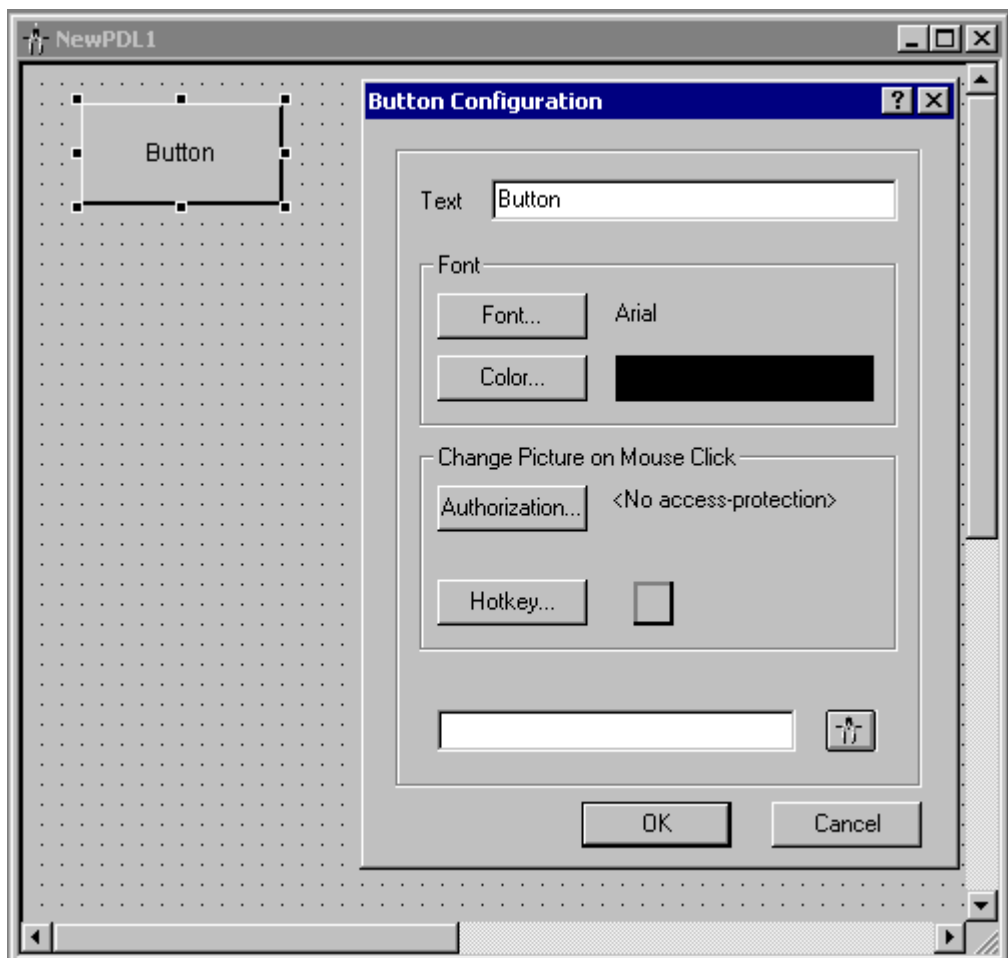 NewPDL1
Button
Button Configuration
Text Button
Font
Font... Arial
Color...
Change Picture on Mouse Click
Authorization... <No access-protection>
Hotkey...
OK Cancel